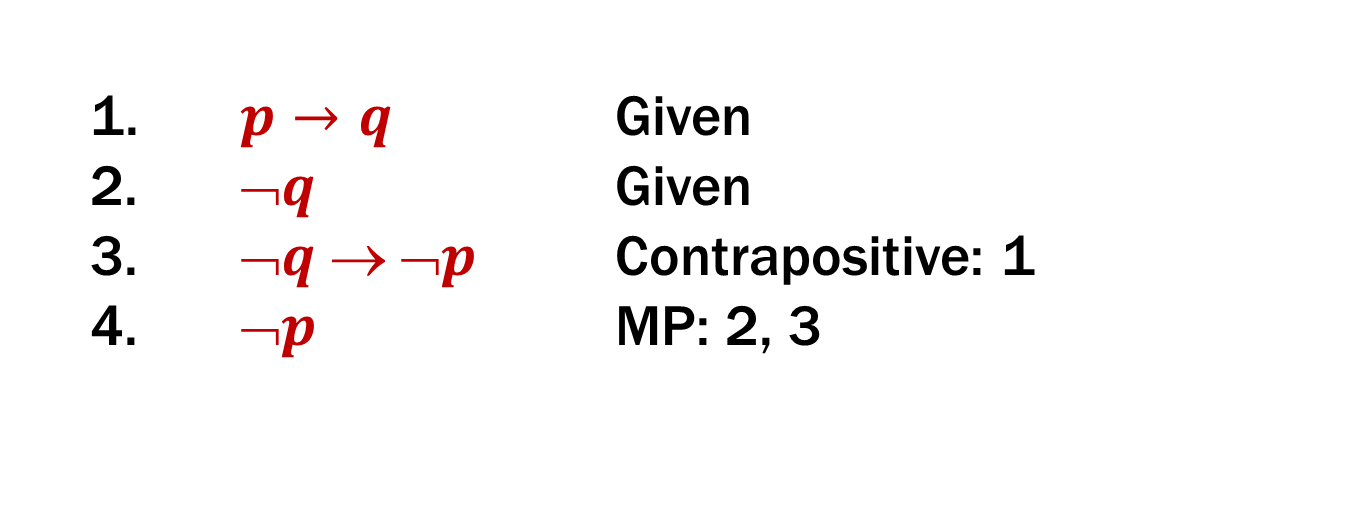 1. p → q Given
2. ¬q Given
3. ¬q → ¬p Contrapositive: 1
4. ¬p MP: 2, 3